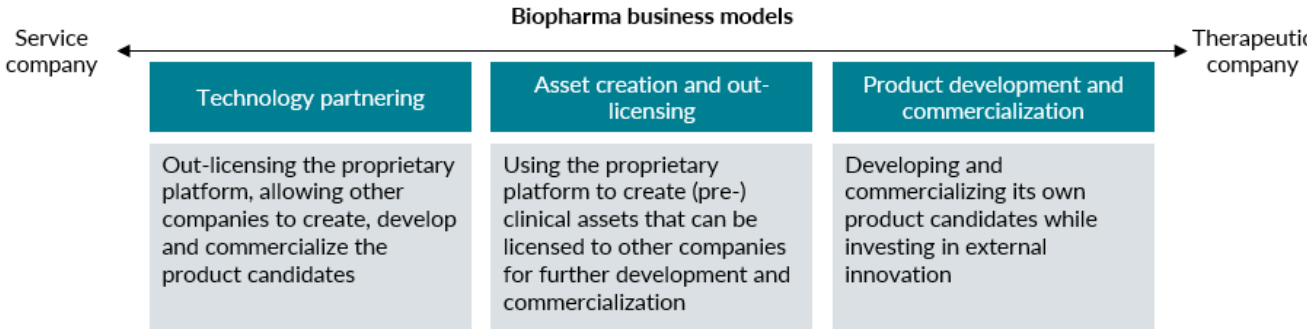 Biopharma business models
Service
company
Therapeutic
company
Technology partnering
Asset creation and out-
licensing
Product development and
commercialization
Out-licensing the proprietary
platform, allowing other
companies to create, develop
and commercialize the
product candidates
Using the proprietary
platform to create (pre-)
clinical assets that can be
licensed to other companies
for further development and
commercialization
Developing and
commercializing its own
product candidates while
investing in external
innovation